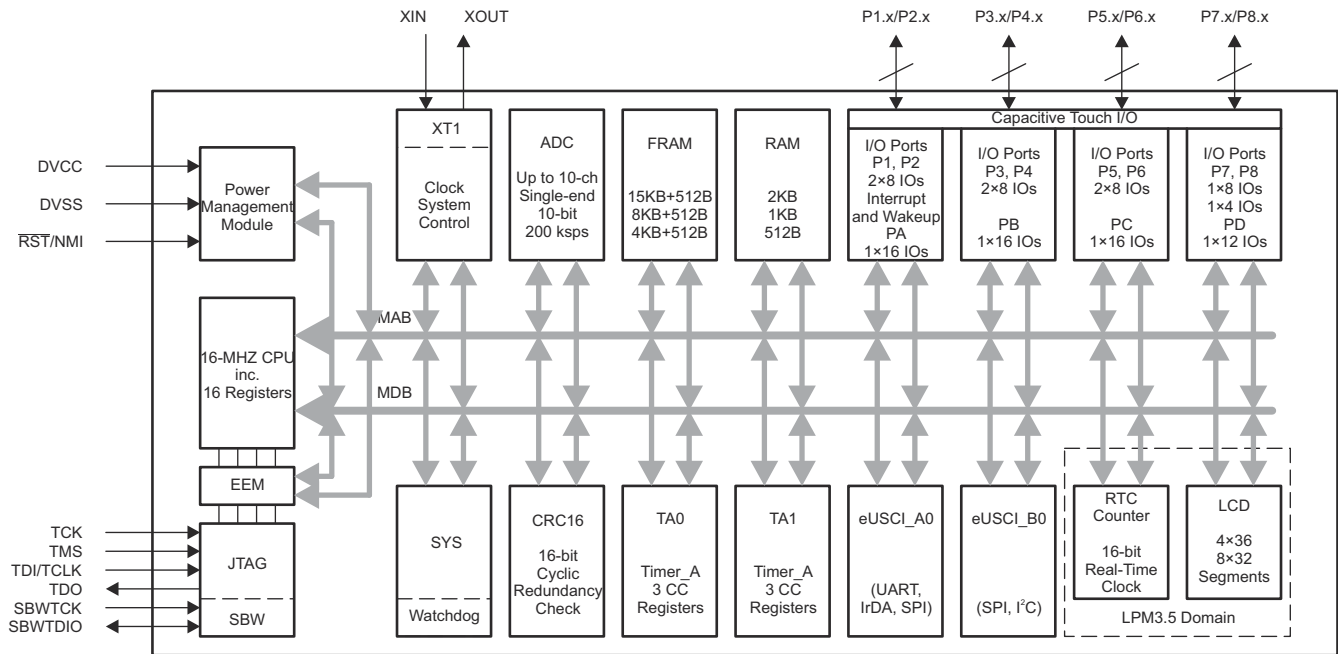 XIN
XOUT
P1.x/P2.x
P3.x/P4.x
P5.x/P6.x
P7.x/P8.x
DVCC
DVSS
RST/NMI
Power
Management
Module
XT1
Clock
System
Control
ADC
Up to 10-ch
Single-end
10-bit
200 ksps
FRAM
15KB+512B
8KB+512B
4KB+512B
RAM
2KB
1KB
512B
Capacitive Touch I/O
I/O Ports
P1, P2
2×8 IOs
Interrupt
and Wakeup
PA
1×16 IOs
I/O Ports
P3, P4
2×8 IOs
PB
1×16 IOs
I/O Ports
P5, P6
2×8 IOs
PC
1×16 IOs
I/O Ports
P7, P8
1×8 IOs
1×4 IOs
PD
1×12 IOs
MAB
MDB
16-MHZ CPU
inc.
16 Registers
EEM
TCK
TMS
TDI/TCLK
TDO
SBWTCK
SBWTDIO
JTAG
SBW
SYS
Watchdog
CRC16
16-bit
Cyclic
Redundancy
Check
TA0
Timer_A
3 CC
Registers
TA1
Timer_A
3 CC
Registers
eUSCI_A0
(UART,
IrDA, SPI)
eUSCI_B0
(SPI, I²C)
RTC
Counter
16-bit
Real-Time
Clock
LCD
4×36
8×32
Segments
LPM3.5 Domain